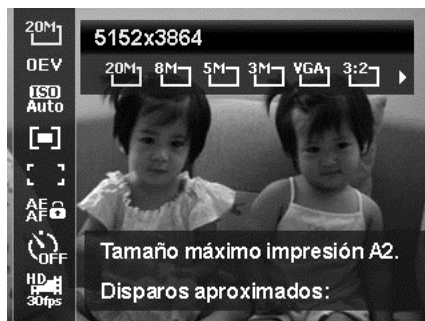 20M
5152x3864
0EV
20M 8M 5M 3M VGA 3:2
ISO
Auto
AE
AF
OFF
HD
30fps
Tamaño máximo impresión A2.
Disparos aproximados: